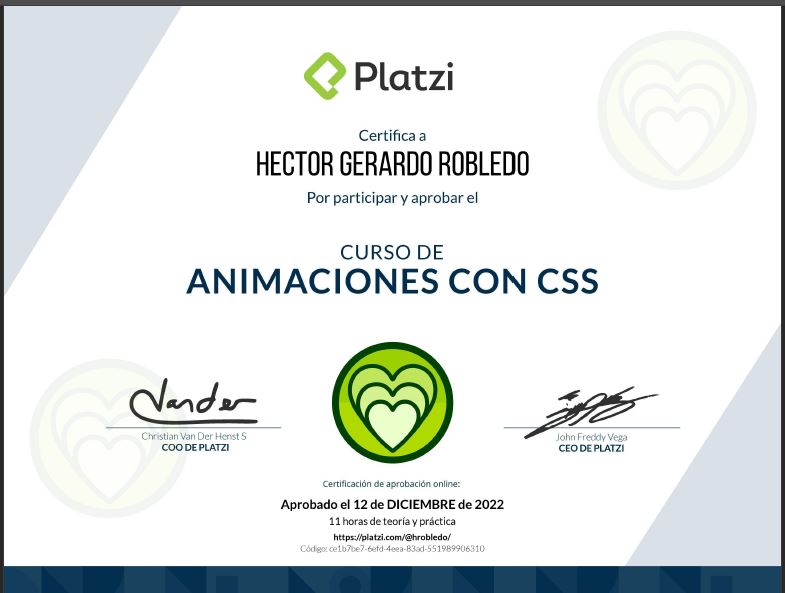 Platzi
Certifica a
HECTOR GERARDO ROBLEDO
Por participar y aprobar el
CURSO DE
ANIMACIONES CON CSS
Vander
Christian Van Der Henst S
COO DE PLATZI
John Freddy Vega
CEO DE PLATZI
Certificación de aprobación online:
Aprobado el 12 de DICIEMBRE de 2022
11 horas de teoría y práctica
https://platzi.com/@hrobledo/
Código: ce1b7be7-6efd-4eea-83ad-551989906310